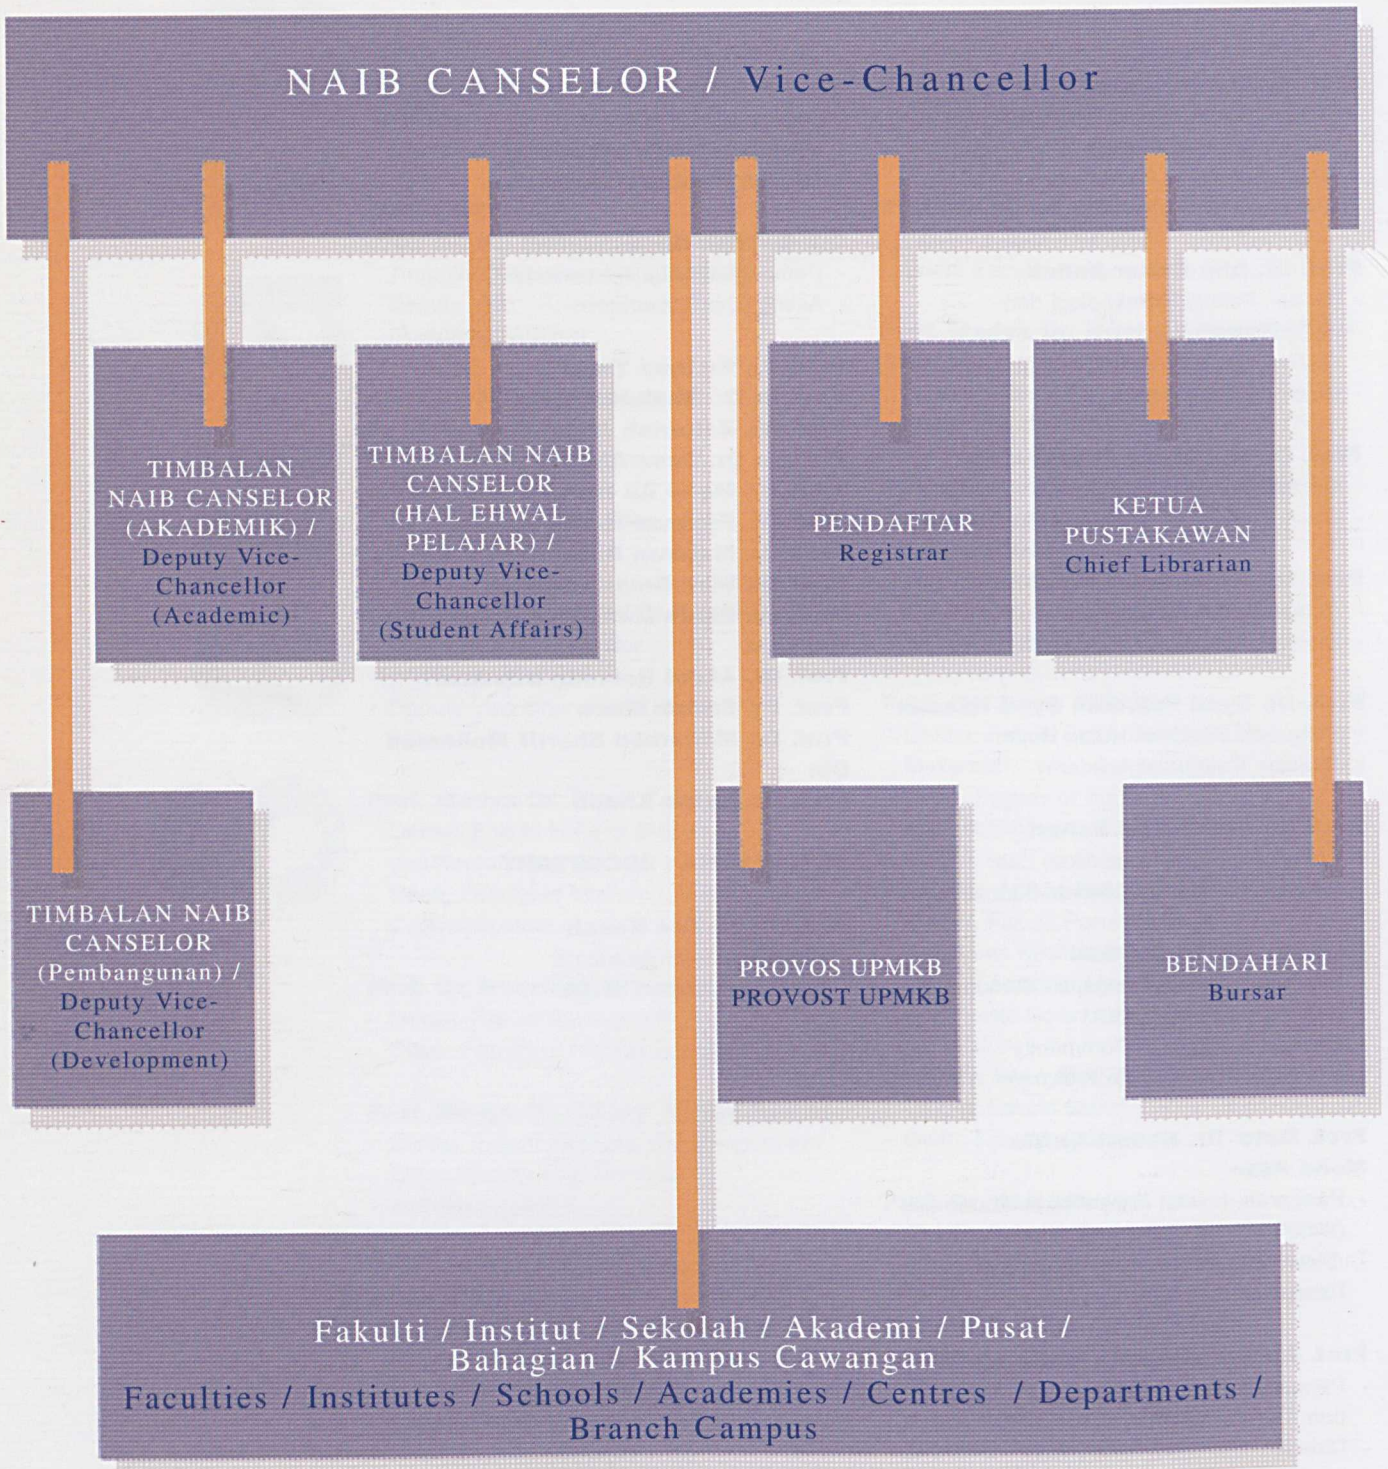 NAIB CANSELOR / Vice-Chancellor
TIMBALAN
NAIB CANSELOR
(AKADEMIK) /
Deputy Vice-
Chancellor
(Academic)
TIMBALAN NAIB
CANSELOR
(HAL EHWAL
PELAJAR) /
Deputy Vice-
Chancellor
(Student Affairs)
PENDAFTAR
Registrar
KETUA
PUSTAKAWAN
Chief Librarian
TIMBALAN NAIB
CANSELOR
(Pembangunan) /
Deputy Vice-
Chancellor
(Development)
PROVOS UPMKB
PROVOST UPMKB
BENDAHARI
Bursar
Fakulti / Institut / Sekolah / Akademi / Pusat /
Bahagian / Kampus Cawangan
Faculties / Institutes / Schools / Academies / Centres / Departments /
Branch Campus